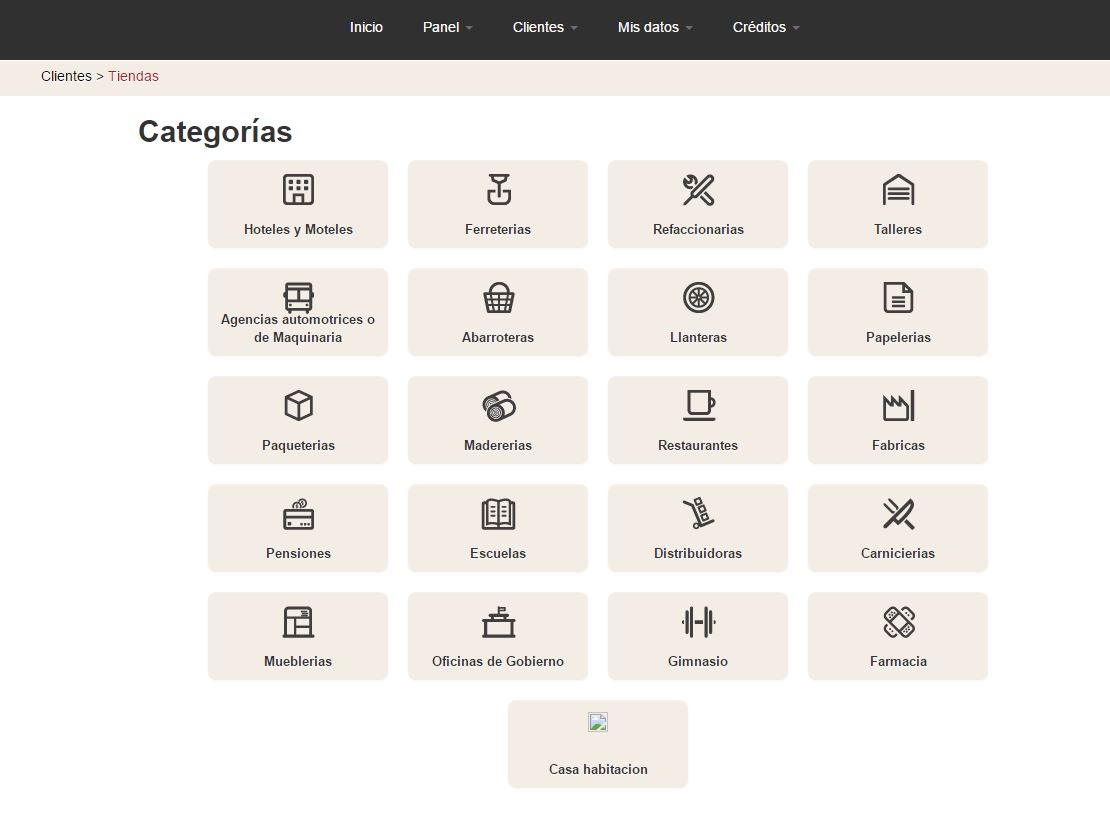 Inicio Panel Clientes Mis datos Créditos
Clientes > Tiendas
Categorías
Hoteles y Moteles
Ferreterias
Refaccionarias
Talleres
Agencias automotrices o
de Maquinaria
Abarroteras
Llanteras
Papelerias
Paqueterias
Madererias
Restaurantes
Fabricas
Pensiones
Escuelas
Distribuidoras
Carnicierias
Mueblerias
Oficinas de Gobierno
Gimnasio
Farmacia
Casa habitacion